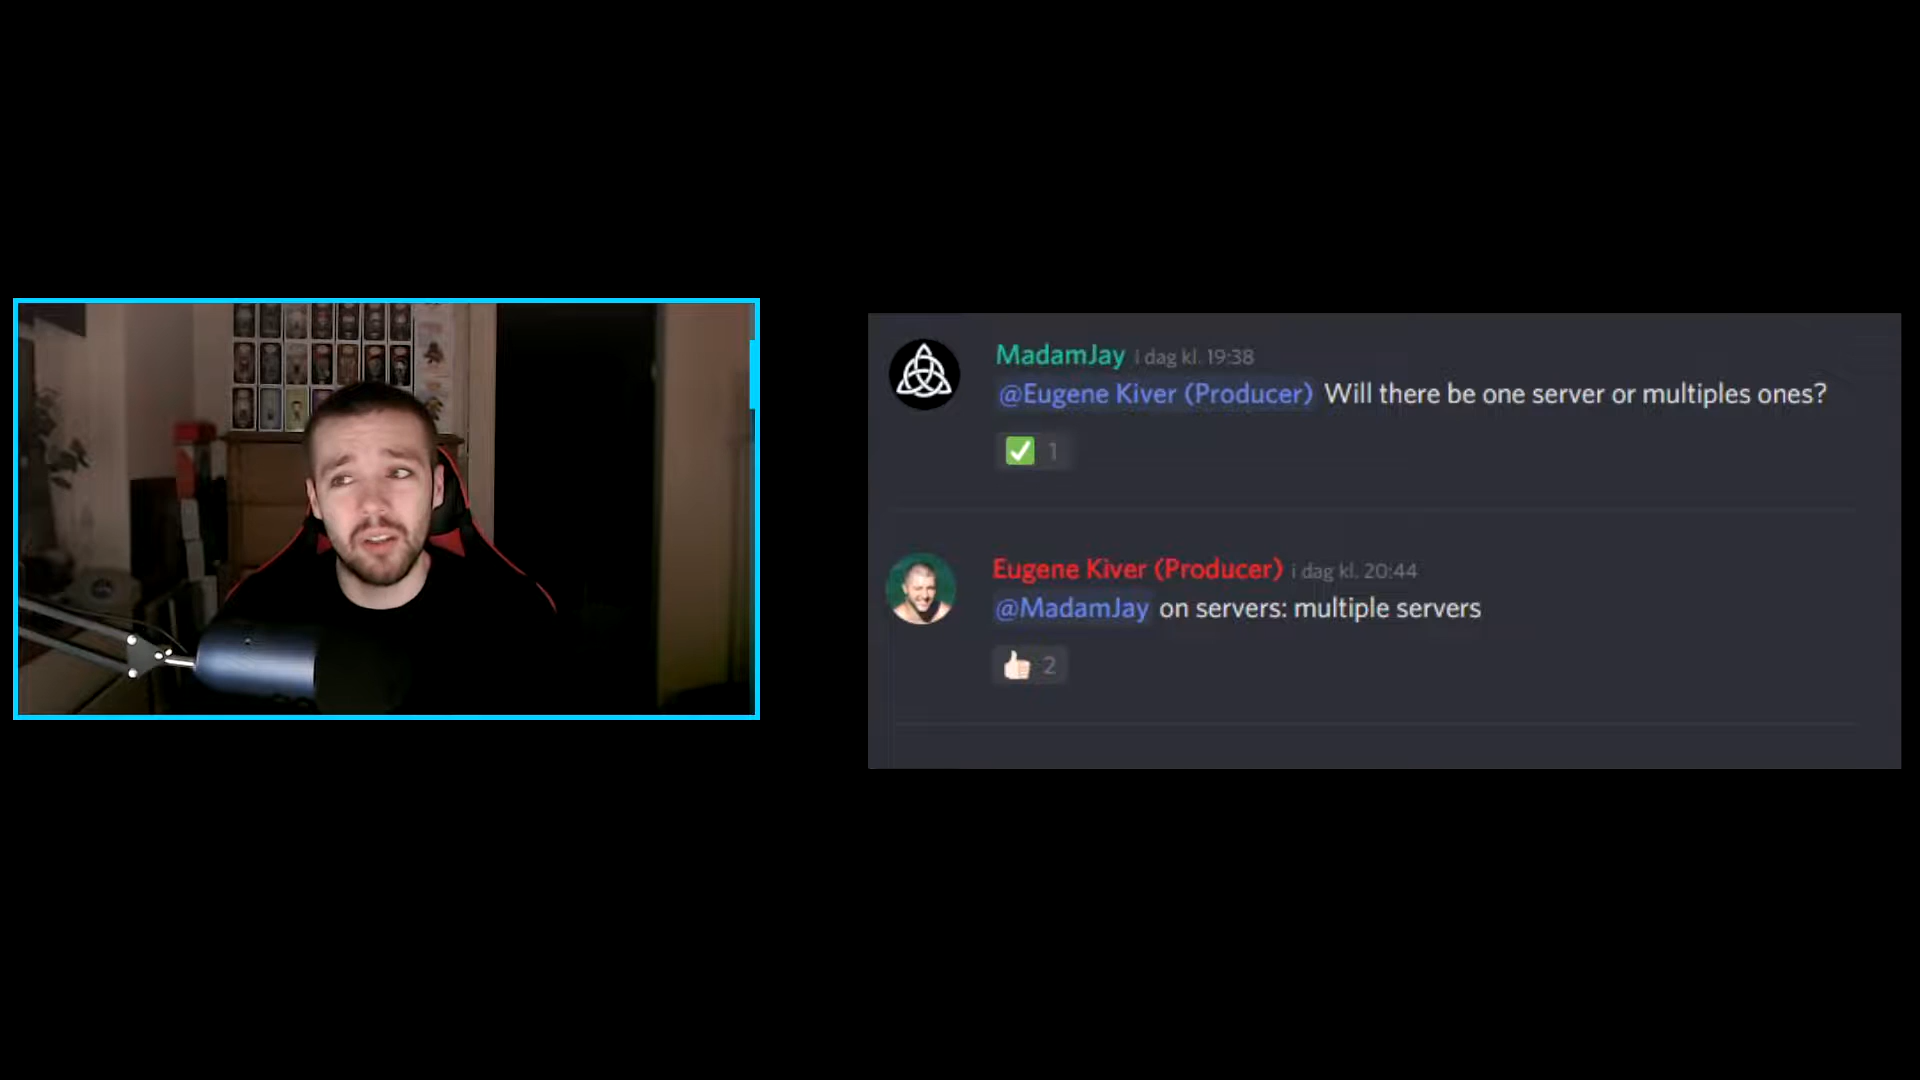 MadamJay i dag kl. 19:38
@Eugene Kiver (Producer) Will there be one server or multiples ones?
1
Eugene Kiver (Producer) i dag kl. 20:44
@MadamJay on servers: multiple servers
2